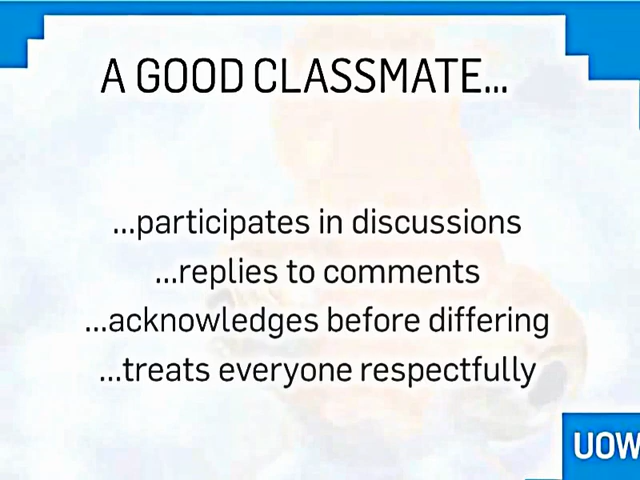 A GOOD CLASSMATE...
...participates in discussions
...replies to comments
...acknowledges before differing
...treats everyone respectfully
UOW